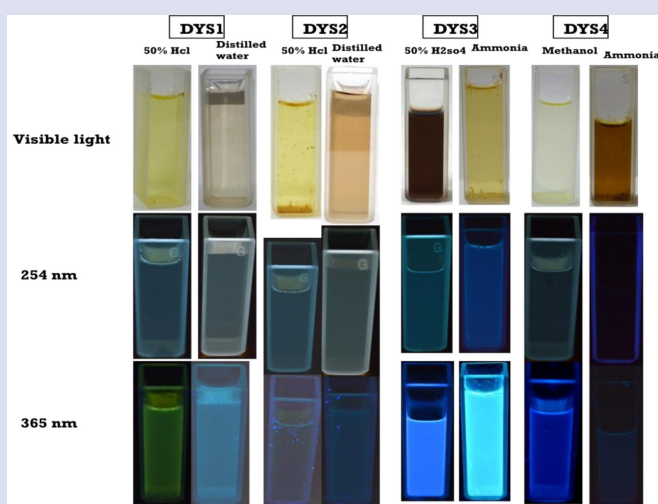 DYS1 DYS2 DYS3 DYS4
50% Hcl Distilled water 50% Hcl Distilled water 50% H2so4 Ammonia Methanol Ammonia
Visible light
S
254 nm
G G G G G G
365 nm